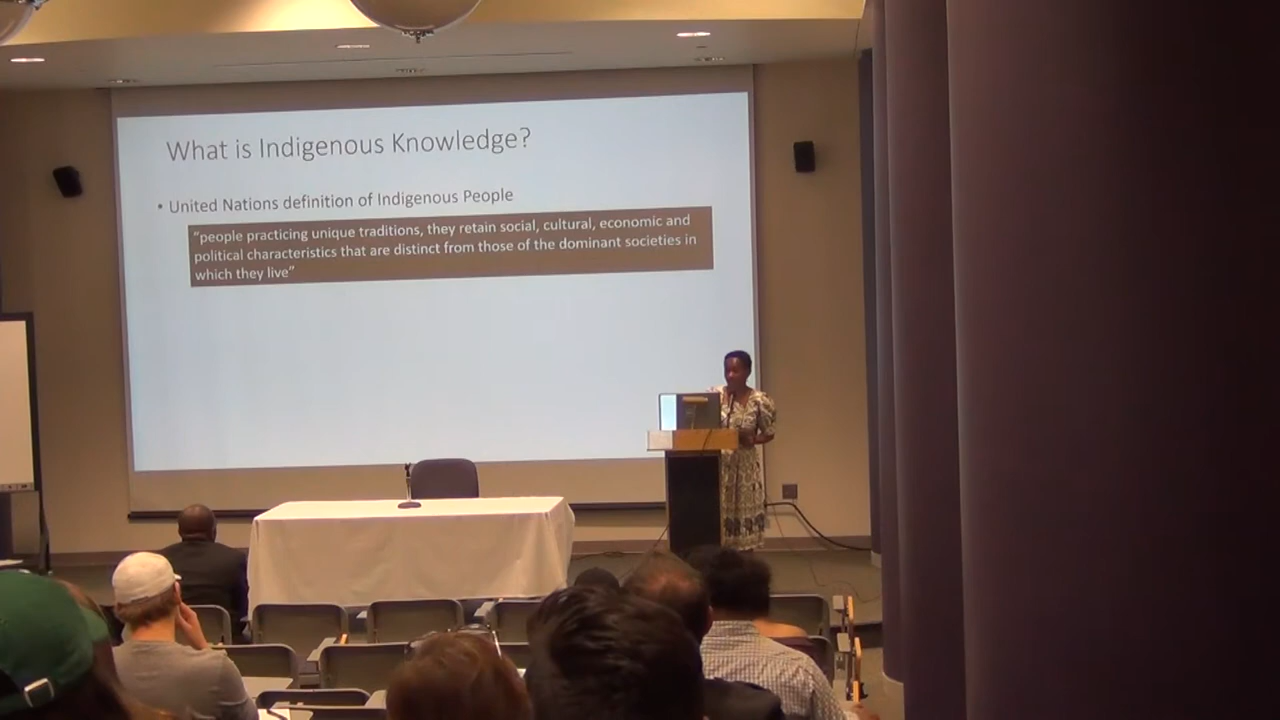 What is Indigenous Knowledge?
• United Nations definition of Indigenous People
“people practicing unique traditions, they retain social, cultural, economic and
political characteristics that are distinct from those of the dominant societies in
which they live”